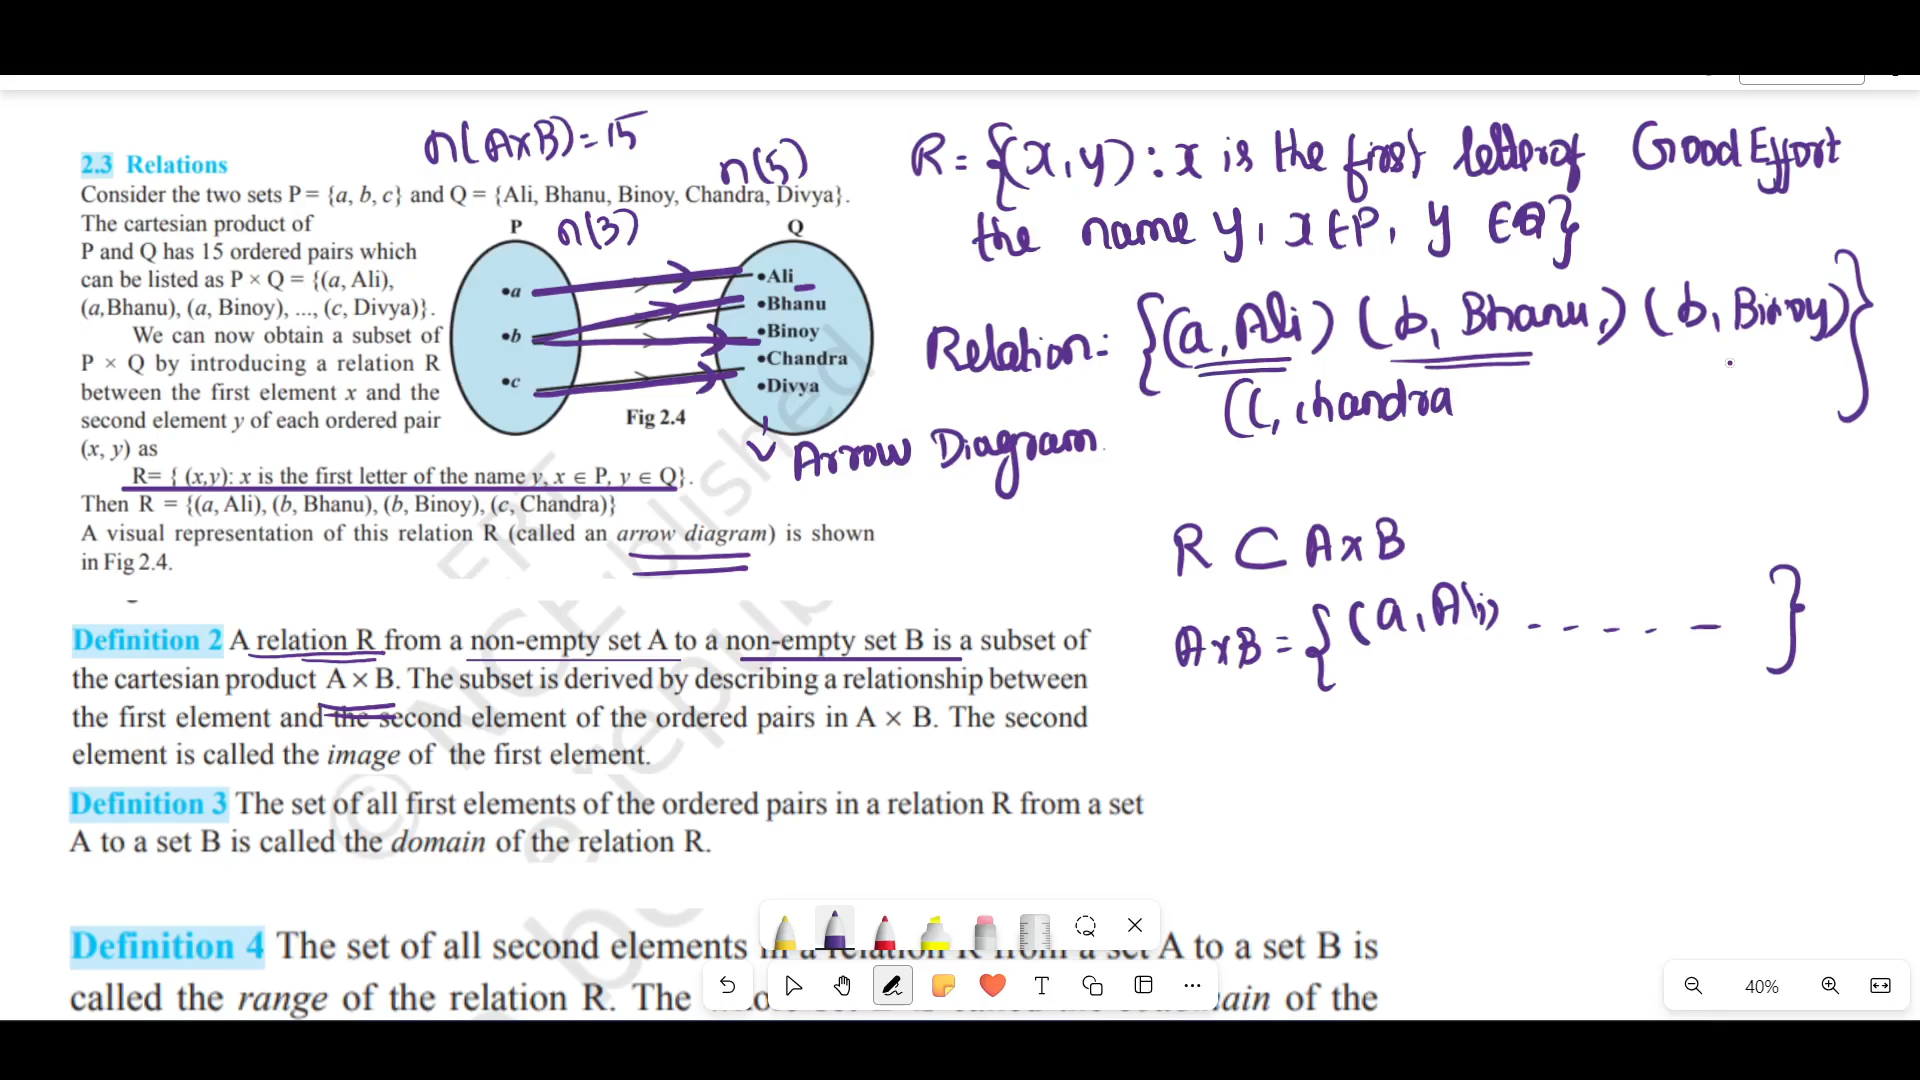 n(A×B)=15
2.3 Relations
n(5)
Consider the two sets P = {a, b, c} and Q = {Ali, Bhanu, Binoy, Chandra, Divya}.
The cartesian product of
P and Q has 15 ordered pairs which
can be listed as P × Q = {(a, Ali),
(a,Bhanu), (a, Binoy), ..., (c, Divya)}.
We can now obtain a subset of
P × Q by introducing a relation R
between the first element x and the
second element y of each ordered pair
(x, y) as
P
n(3)
Q
•a
•b
•c
•Ali
•Bhanu
•Binoy
•Chandra
•Divya
Fig 2.4
Arrow Diagram
R= { (x,y): x is the first letter of the name y, x ∈ P, y ∈ Q}.
Then R = {(a, Ali), (b, Bhanu), (b, Binoy), (c, Chandra)}
A visual representation of this relation R (called an arrow diagram) is shown
in Fig 2.4.
R = {(x,y) : x is the first letter of
Good Effort
the name y, x ∈ P, y ∈ Q}
Relation: {(a, Ali) (b, Bhanu,) (b, Binoy)
(c, chandra }
R ⊂ A×B
A×B = {(a, Ali) - - - - - }
Definition 2 A relation R from a non-empty set A to a non-empty set B is a subset of
the cartesian product A × B. The subset is derived by describing a relationship between
the first element and the second element of the ordered pairs in A × B. The second
element is called the image of the first element.
Definition 3 The set of all first elements of the ordered pairs in a relation R from a set
A to a set B is called the domain of the relation R.
Definition 4 The set of all second elements in a relation R from a set A to a set B is
called the range of the relation R. The of the
40%